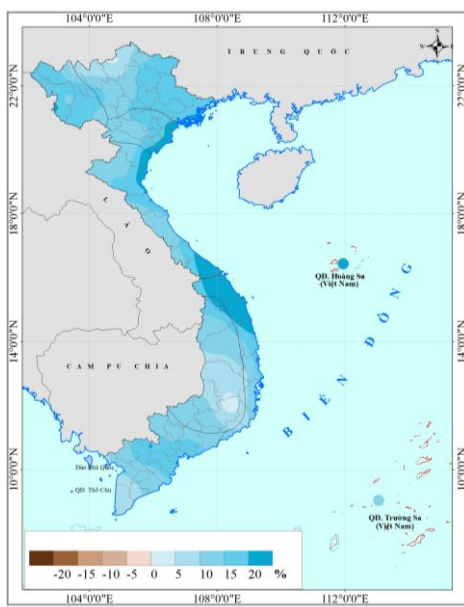 104°0'0"E 108°0'0"E 112°0'0"E
TRUNG QUỐC
N
W E
S
22°0'0"N 22°0'0"N
LÀO
18°0'0"N 18°0'0"N
QĐ. Hoàng Sa
(Việt Nam)
BIỂN ĐÔNG
14°0'0"N 14°0'0"N
CAM PU CHIA
10°0'0"N 10°0'0"N
Đảo Phú Quốc
QĐ. Thổ Chu
QĐ. Trường Sa
(Việt Nam)
-20 -15 -10 -5 0 5 10 15 20 %
104°0'0"E 108°0'0"E 112°0'0"E